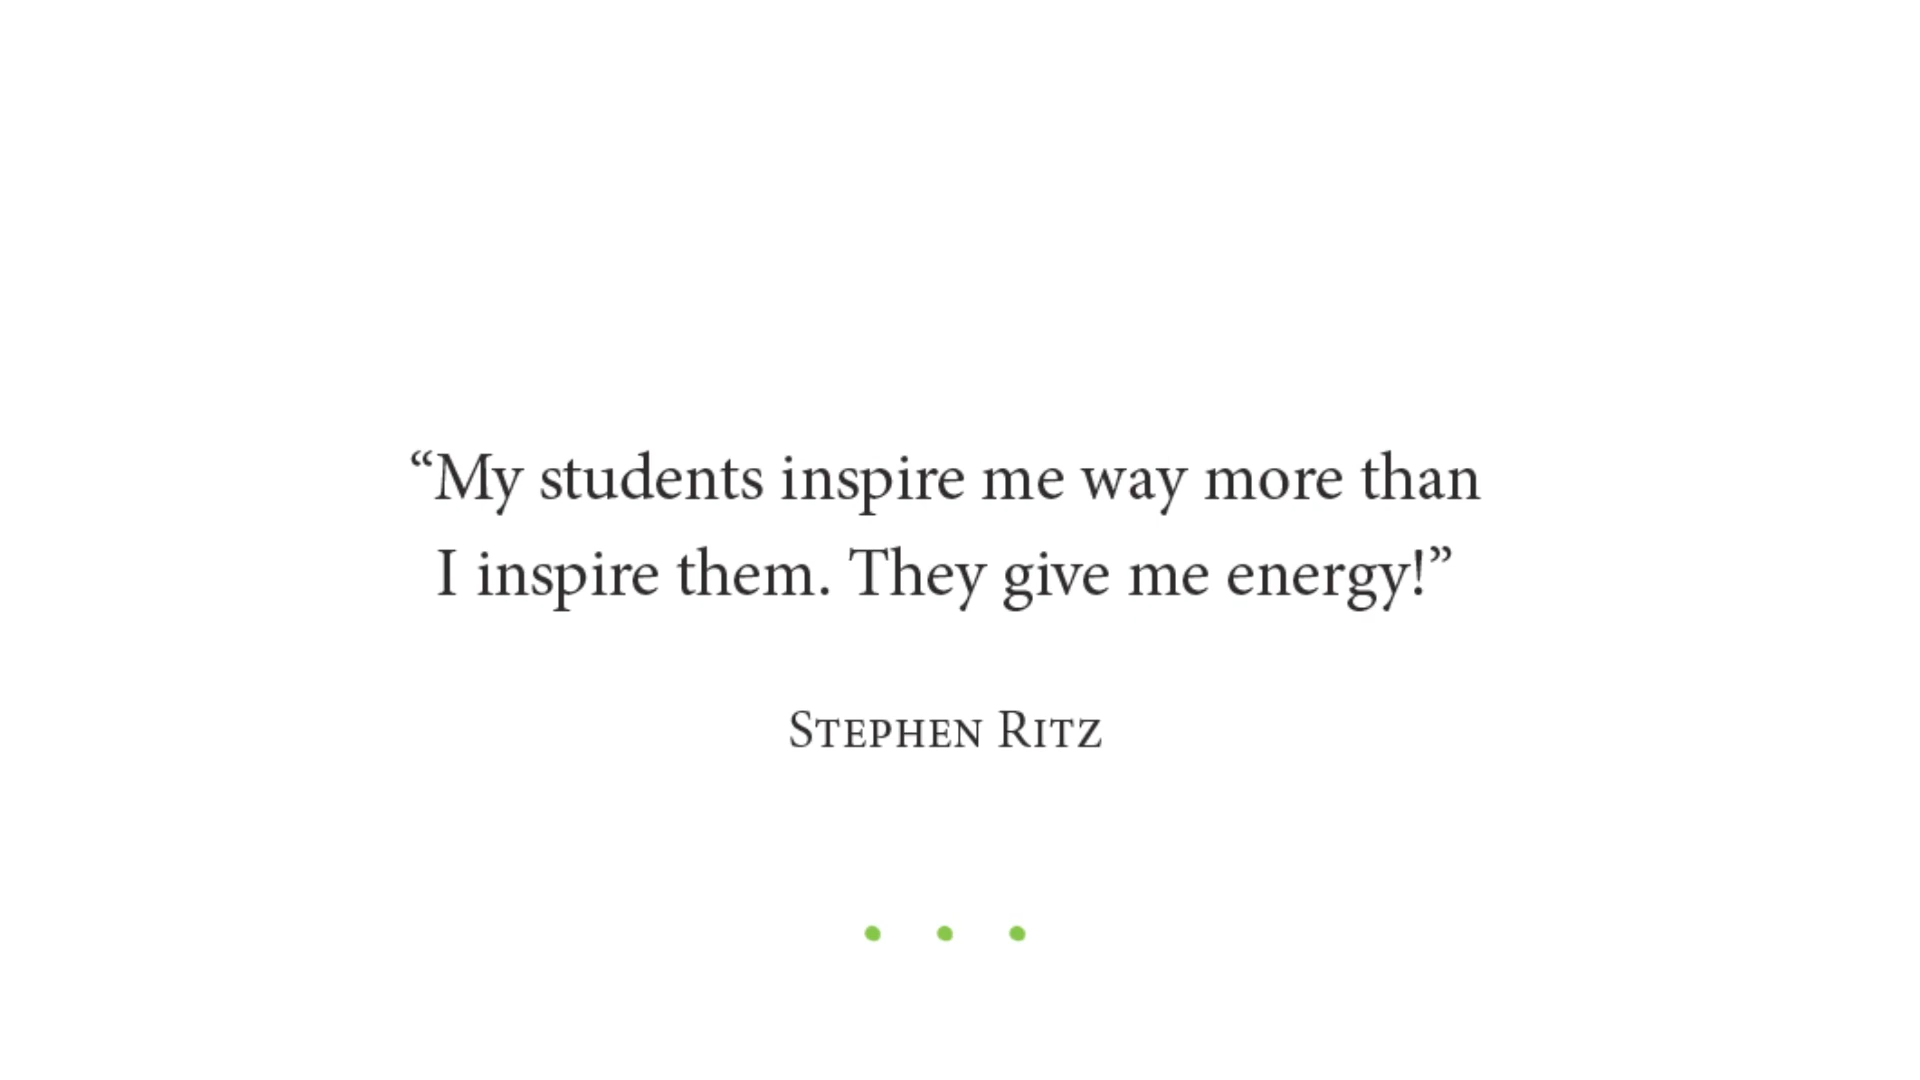 “My students inspire me way more than
I inspire them. They give me energy!”
Stephen Ritz